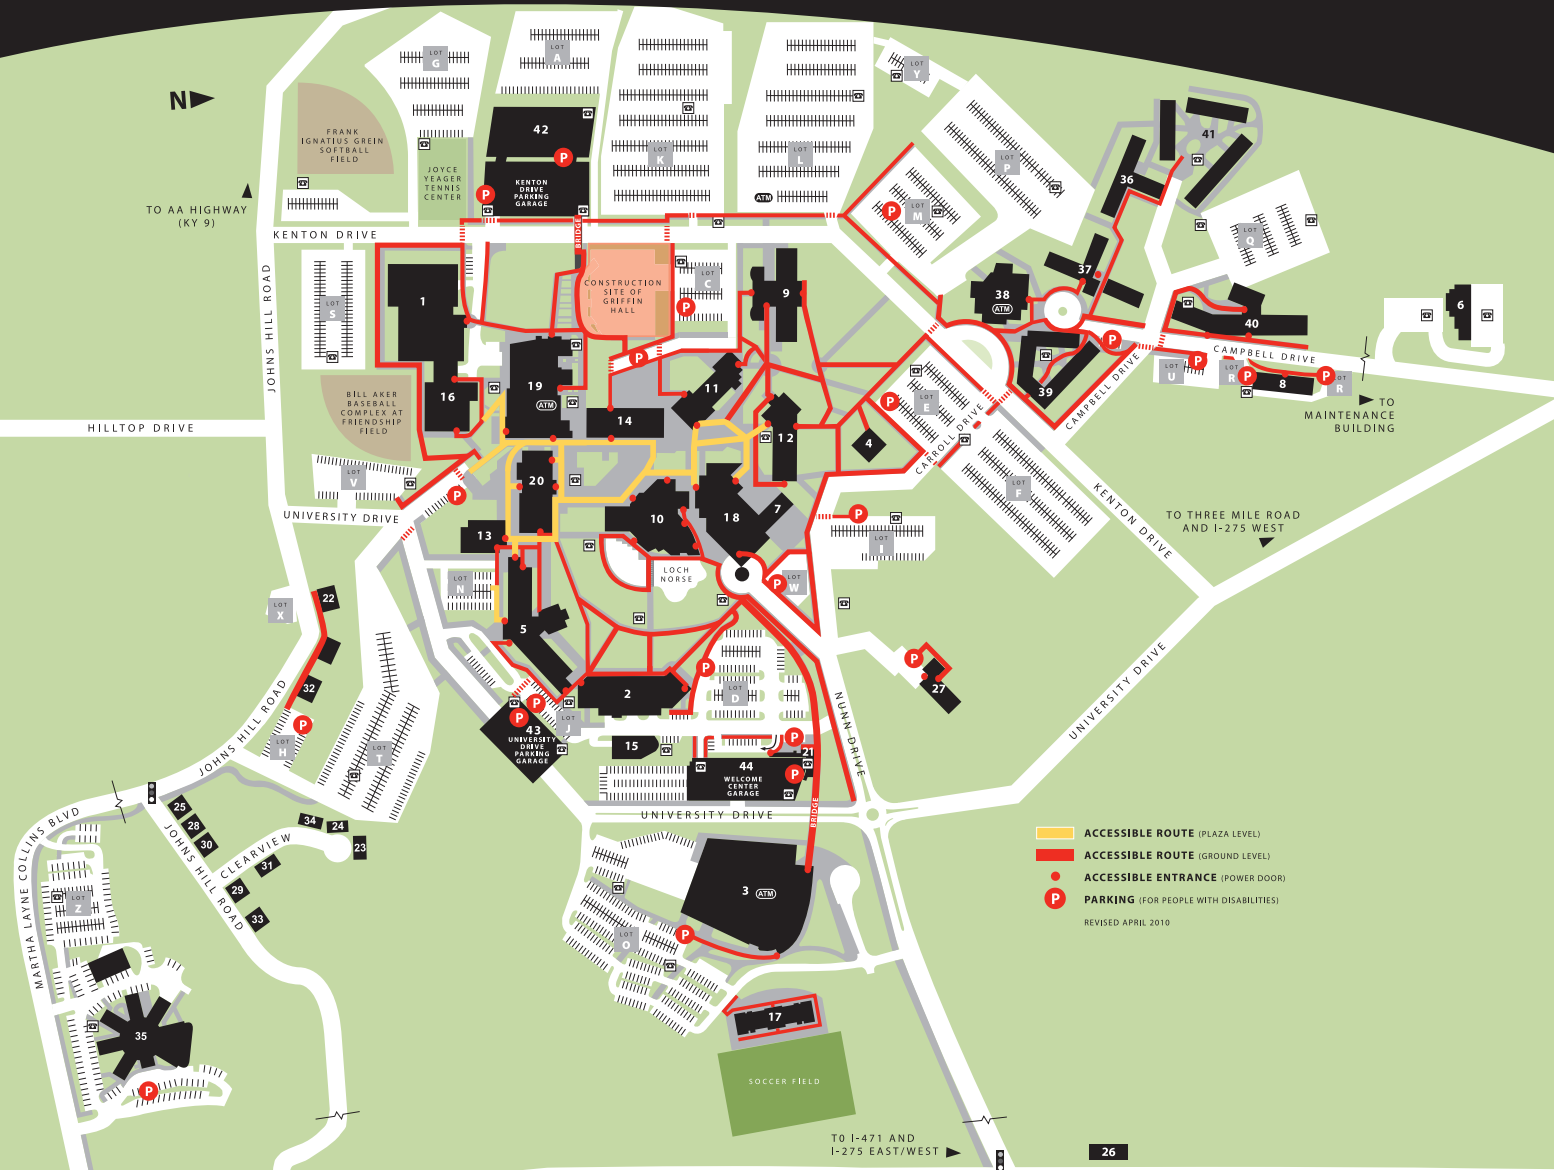 LOT
G
LOT
A
LOT
K
LOT
L
LOT
Y
LOT
P
LOT
M
LOT
Q
LOT
C
LOT
S
N
FRANK
IGNATIUS GREIN
SOFTBALL
FIELD
JOYCE
YEAGER
TENNIS
CENTER
42
KENTON
DRIVE
PARKING
GARAGE
P
P
ATM
P
41
36
TO AA HIGHWAY
(KY 9)
KENTON DRIVE
BRIDGE
CONSTRUCTION
SITE OF
GRIFFIN
HALL
JOHNS HILL ROAD
1
9
37
38
ATM
40
6
P
P
P
CAMPBELL DRIVE
CAMPBELL DRIVE
LOT
U
P
LOT
R
P
8
P
LOT
R
39
TO
MAINTENANCE
BUILDING
BILL AKER
BASEBALL
COMPLEX AT
FRIENDSHIP
FIELD
16
19
ATM
14
11
12
4
P
LOT
E
CARROLL DRIVE
LOT
F
HILLTOP DRIVE
LOT
V
P
20
10
18
7
13
P
LOT
I
KENTON DRIVE
TO THREE MILE ROAD
AND I-275 WEST
UNIVERSITY DRIVE
LOT
N
LOCH
NORSE
P
LOT
W
LOT
X
22
5
32
2
P
LOT
D
P
27
UNIVERSITY DRIVE
NUNN DRIVE
P
LOT
H
JOHNS HILL ROAD
LOT
T
P
P
43
UNIVERSITY
DRIVE
PARKING
GARAGE
LOT
J
15
P
21
44
WELCOME
CENTER
GARAGE
P
UNIVERSITY DRIVE
BRIDGE
25
28
30
34
24
23
31
29
33
CLEARVIEW
JOHNS HILL ROAD
MARTHA LAYNE COLLINS BLVD
LOT
Z
35
P
3
ATM
LOT
O
P
17
SOCCER FIELD
ACCESSIBLE ROUTE (PLAZA LEVEL)
ACCESSIBLE ROUTE (GROUND LEVEL)
ACCESSIBLE ENTRANCE (POWER DOOR)
P
PARKING (FOR PEOPLE WITH DISABILITIES)
REVISED APRIL 2010
TO I-471 AND
I-275 EAST/WEST
26